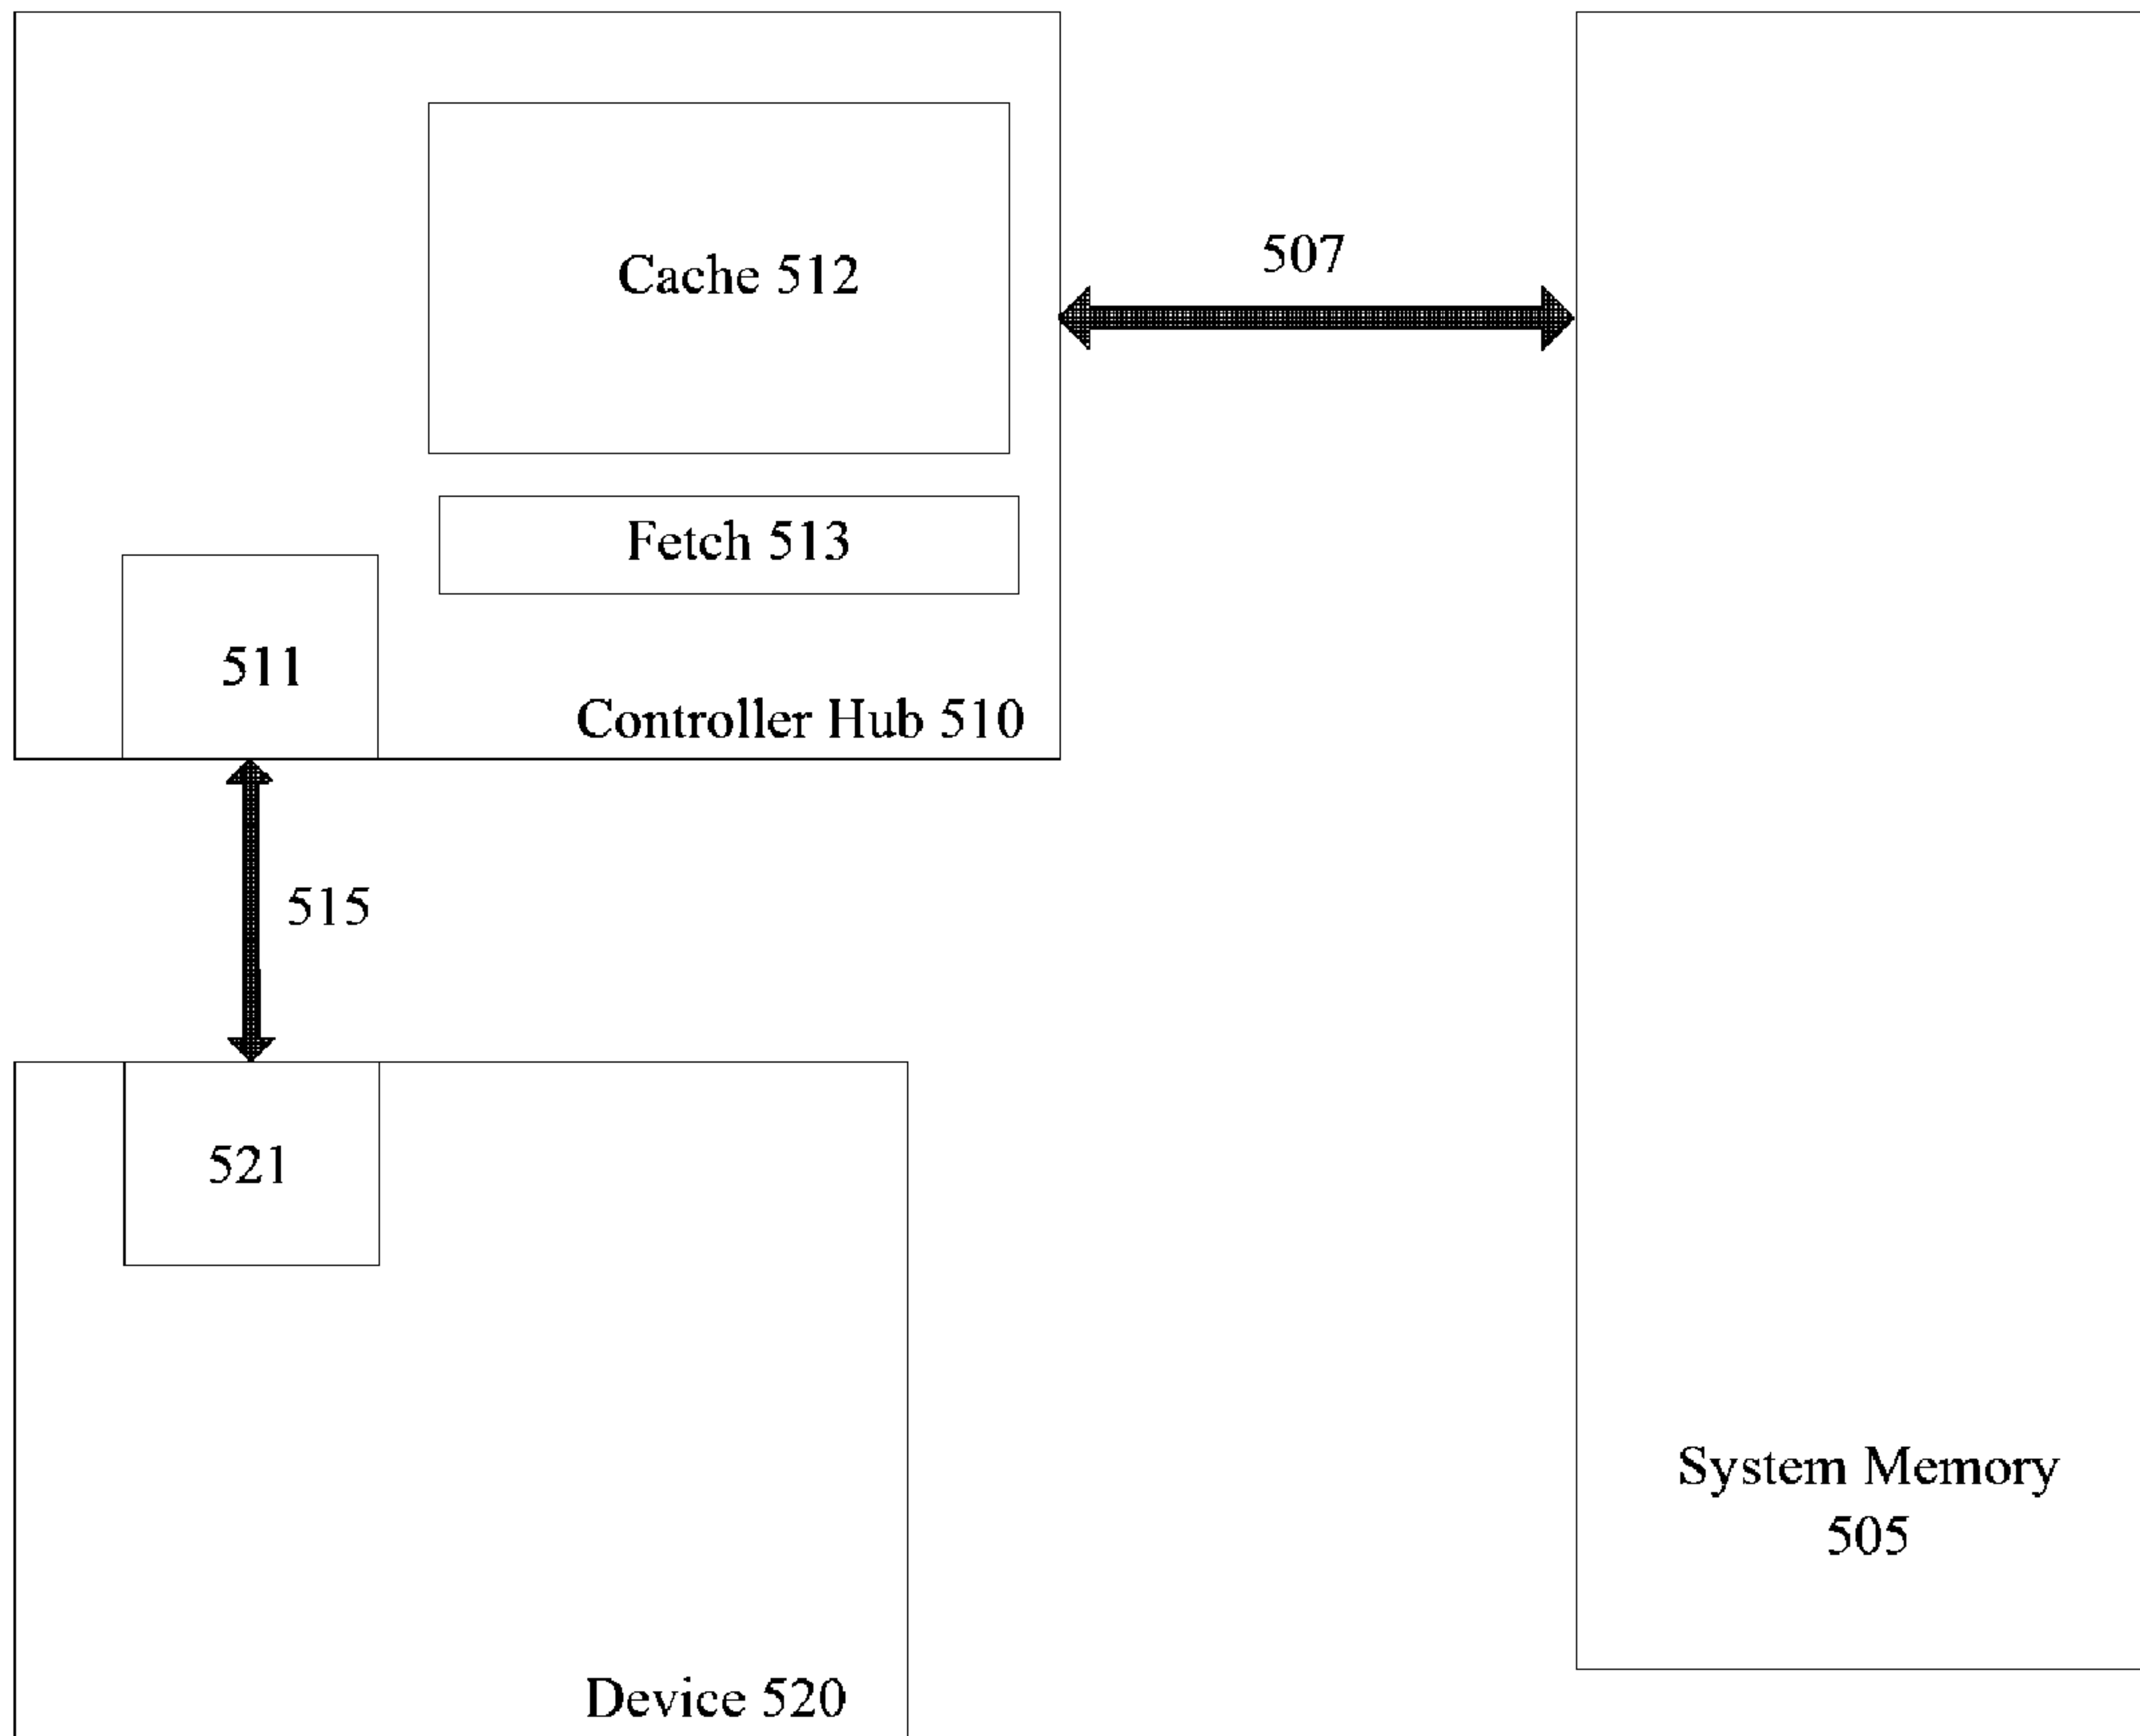 Cache 512
507
Fetch 513
511
Controller Hub 510
515
521
System Memory
505
Device 520